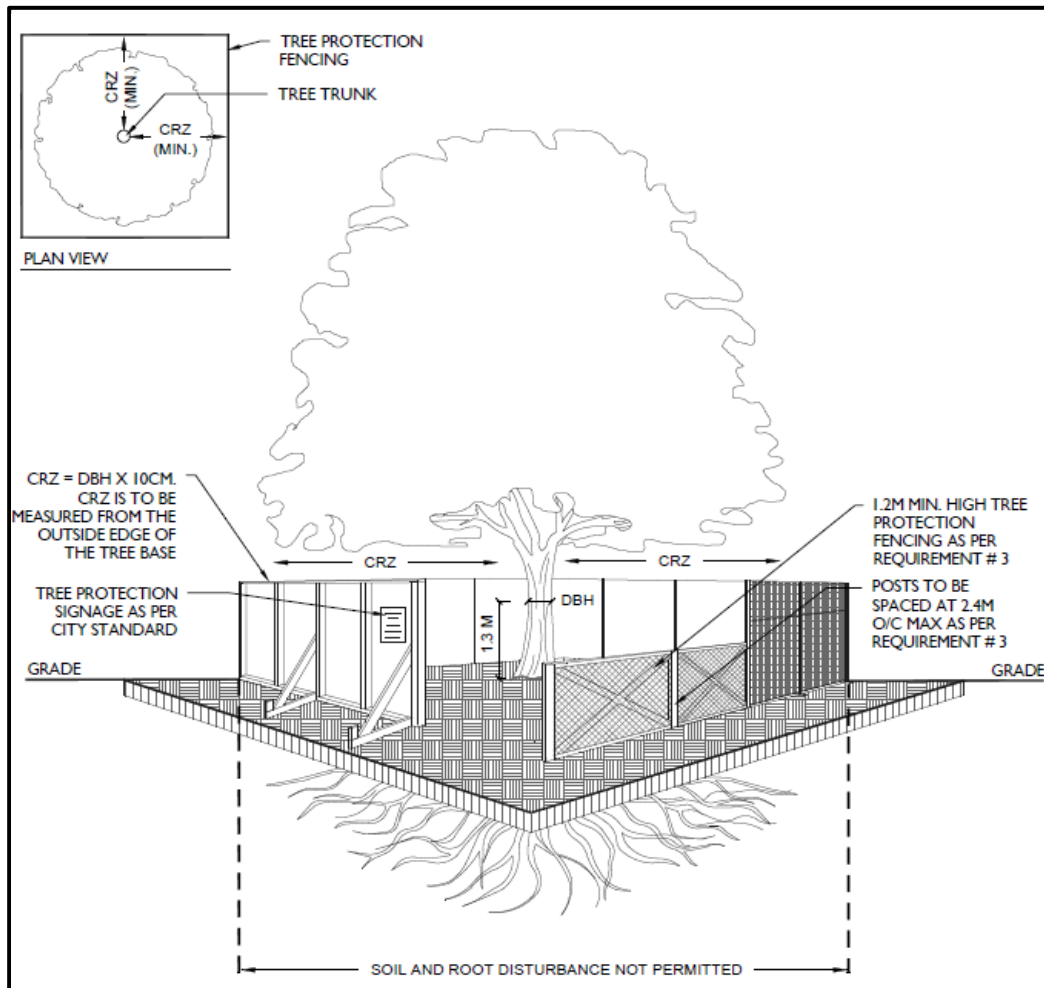 TREE PROTECTION
FENCING
TREE TRUNK
CRZ
(MIN.)
CRZ
(MIN.)
PLAN VIEW
CRZ = DBH X 10CM.
CRZ IS TO BE
MEASURED FROM THE
OUTSIDE EDGE OF
THE TREE BASE
TREE PROTECTION
SIGNAGE AS PER
CITY STANDARD
GRADE
CRZ
CRZ
DBH
1.3 M
1.2M MIN. HIGH TREE
PROTECTION
FENCING AS PER
REQUIREMENT # 3
POSTS TO BE
SPACED AT 2.4M
O/C MAX AS PER
REQUIREMENT # 3
GRADE
SOIL AND ROOT DISTURBANCE NOT PERMITTED